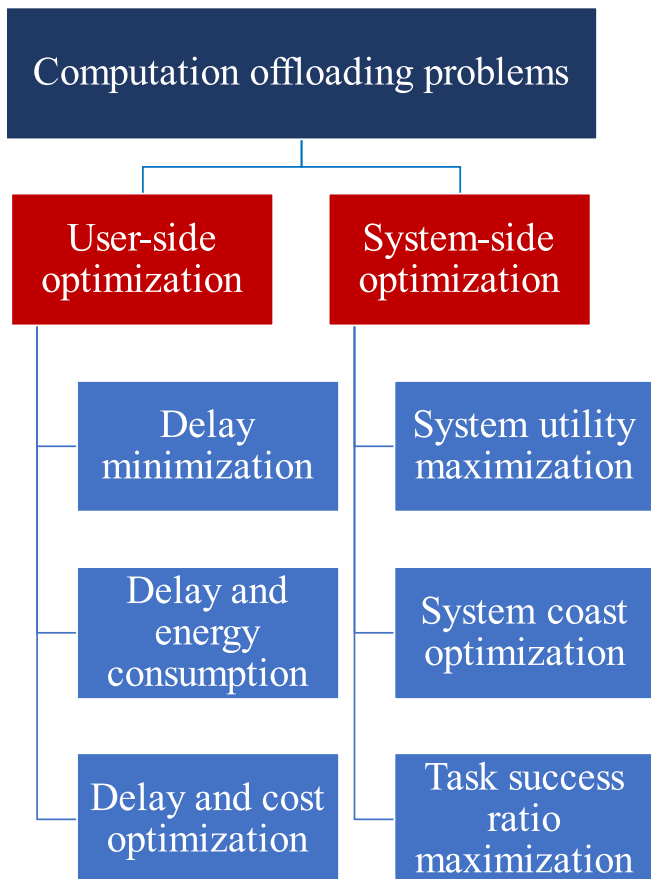 Computation offloading problems
User-side
optimization
System-side
optimization
Delay
minimization
System utility
maximization
Delay and
energy
consumption
System coast
optimization
Delay and cost
optimization
Task success
ratio
maximization